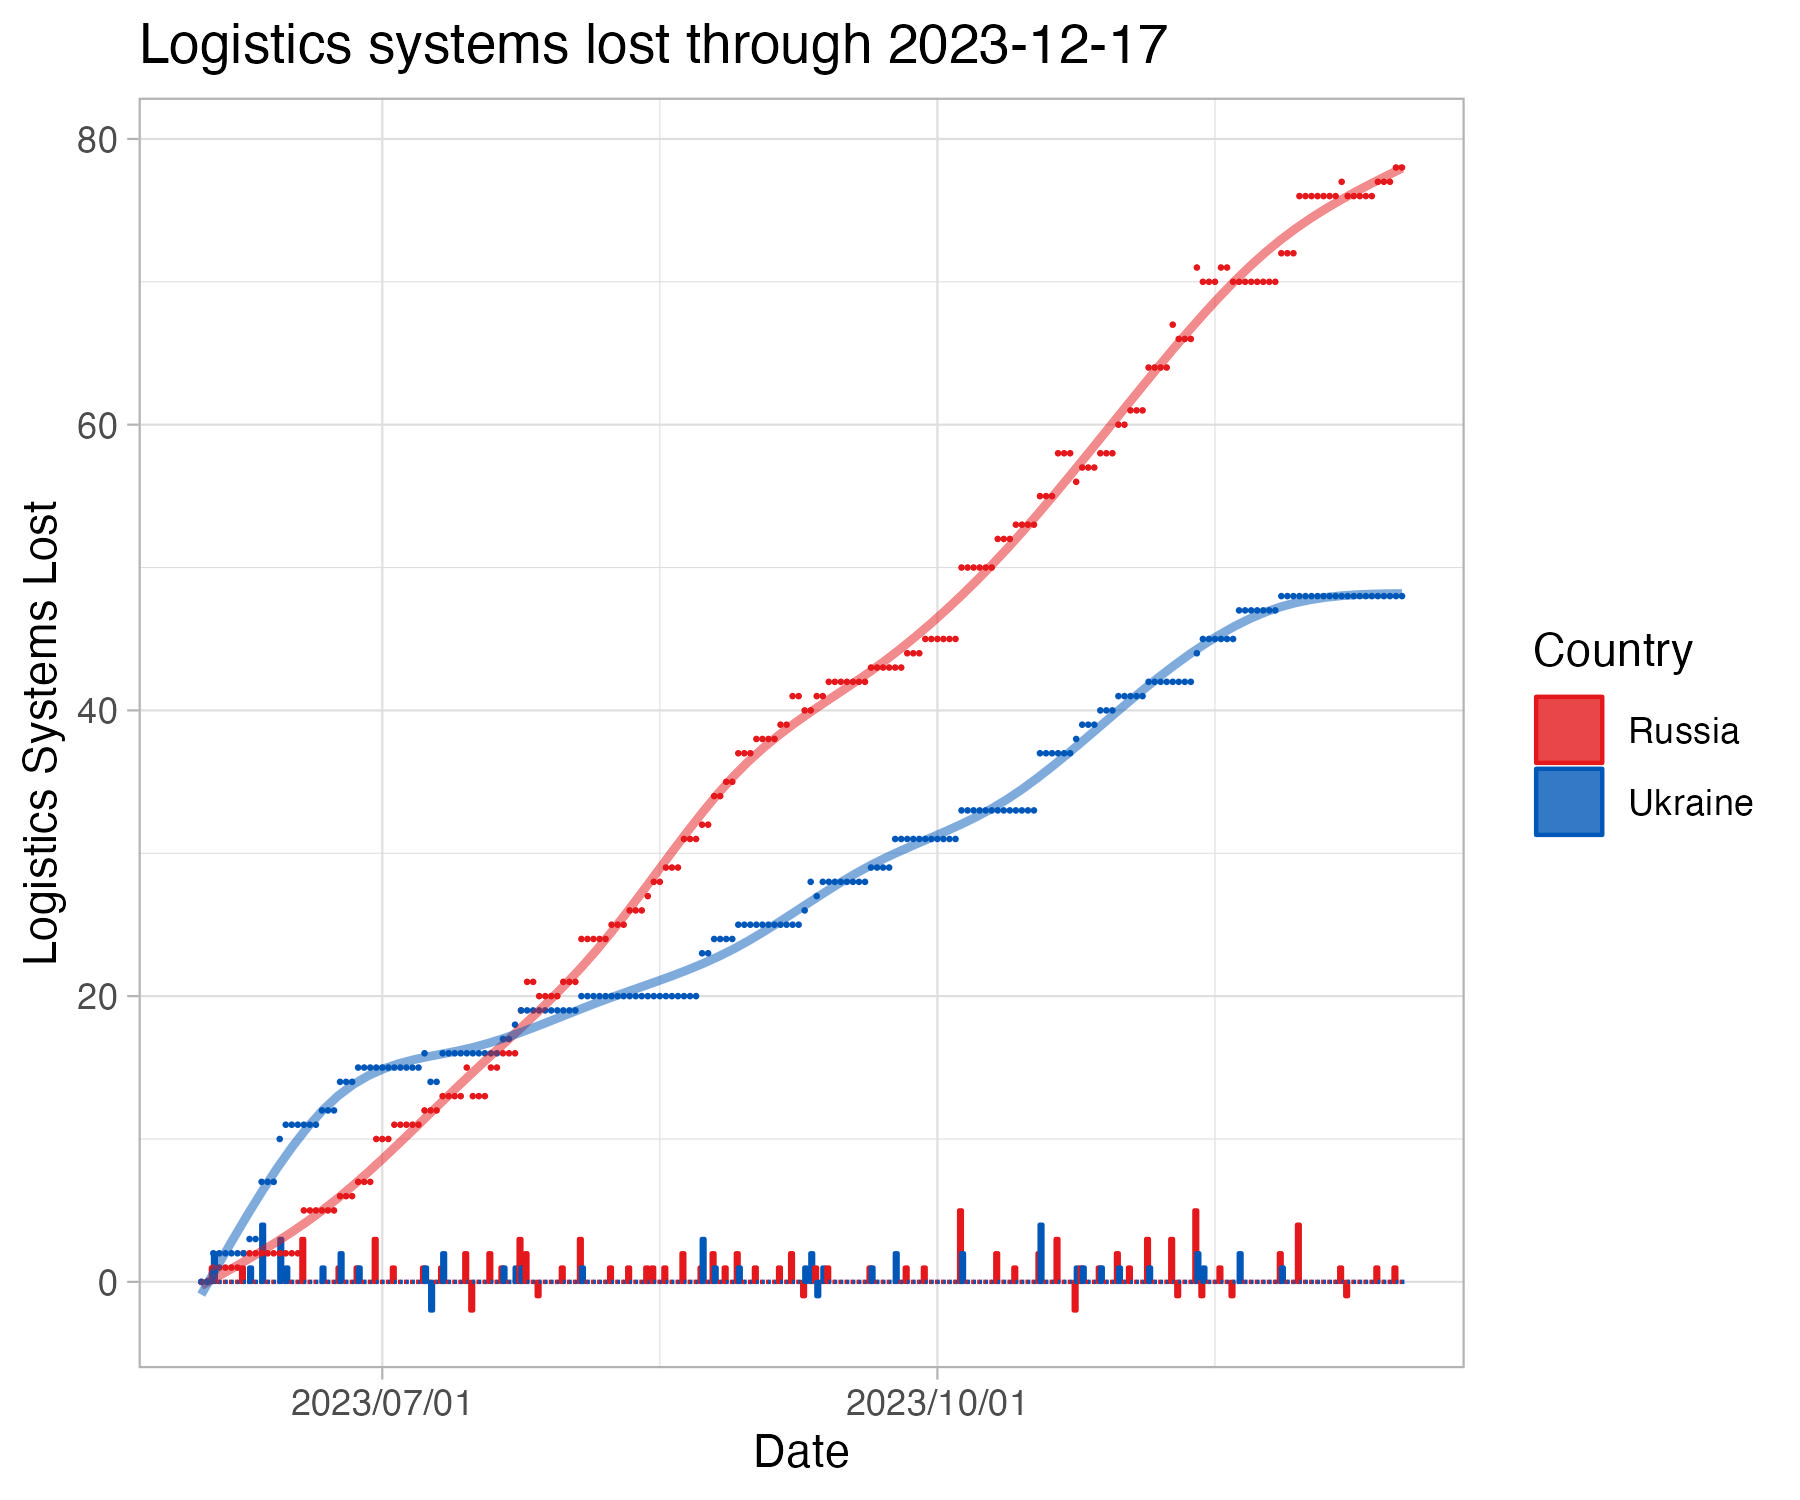 Logistics systems lost through 2023-12-17
80
60
40
20
0
Logistics Systems Lost
2023/07/01
2023/10/01
Date
Country
Russia
Ukraine